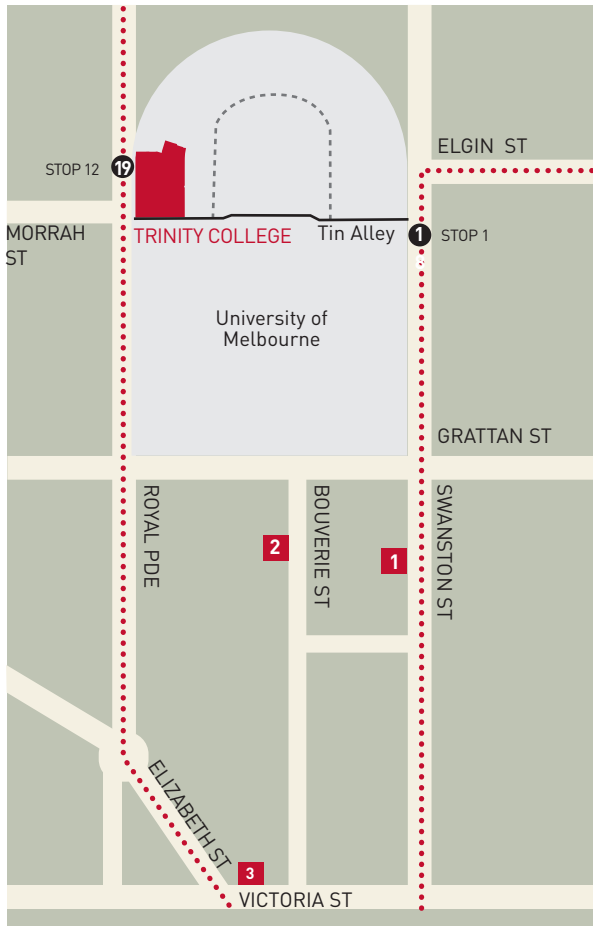 ELGIN ST
STOP 12
19
MORRAH
ST
TRINITY COLLEGE
Tin Alley
1
STOP 1
University of
Melbourne
GRATTAN ST
ROYAL PDE
BOUVERIE ST
SWANSTON ST
2
1
ELIZABETH ST
3
VICTORIA ST